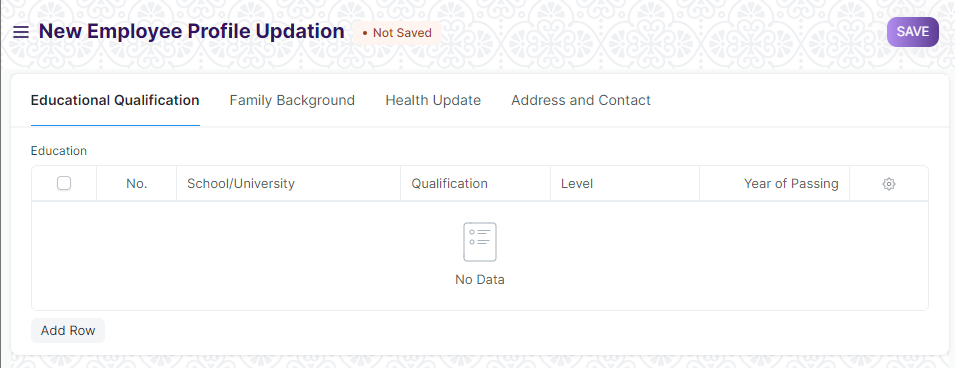 New Employee Profile Updation • Not Saved SAVE
Educational Qualification Family Background Health Update Address and Contact
Education
No. School/University Qualification Level Year of Passing
No Data
Add Row